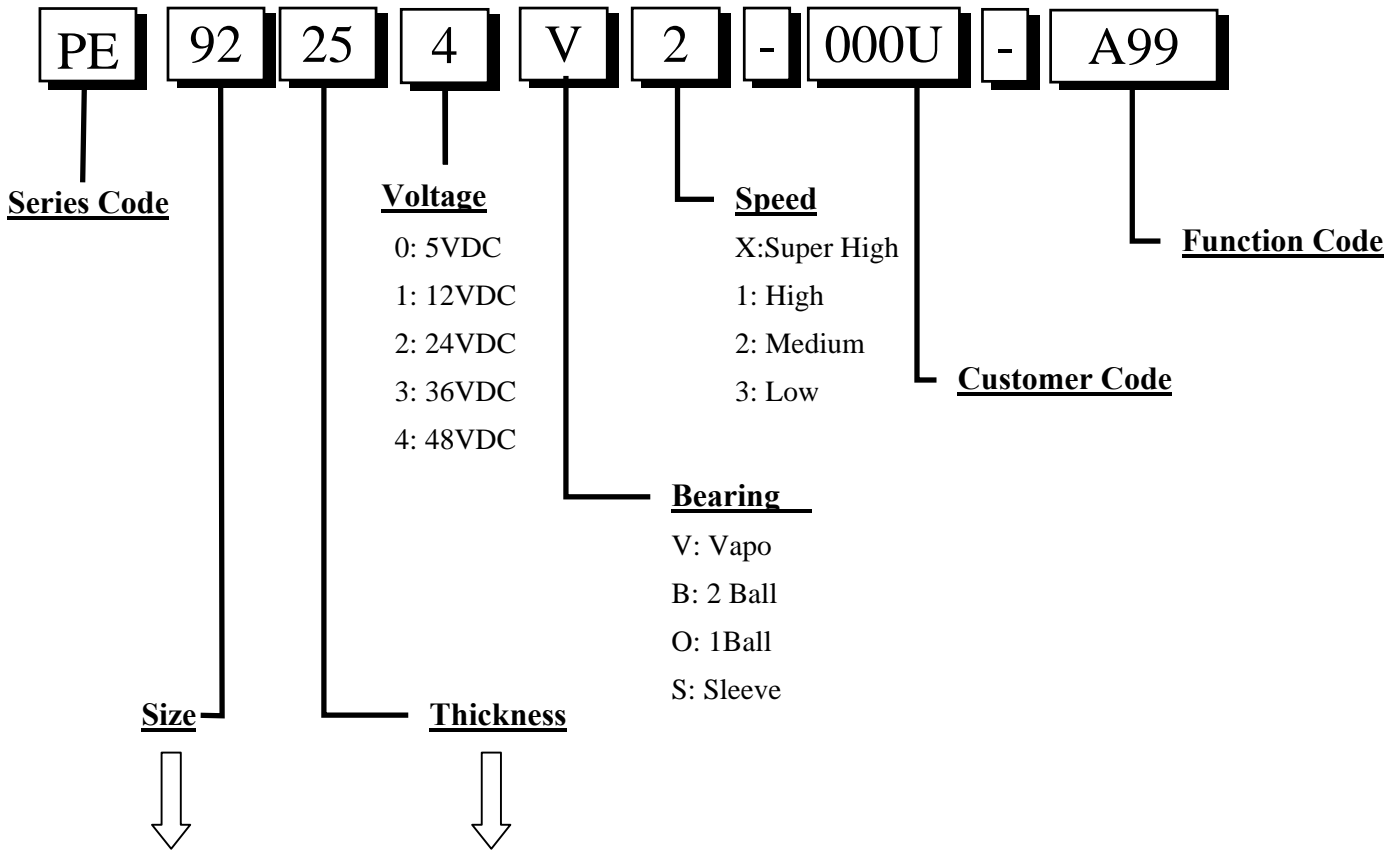 PE 92 25 4 V 2 - 000U - A99
Series Code
Voltage
0: 5VDC
1: 12VDC
2: 24VDC
3: 36VDC
4: 48VDC
Speed
X:Super High
1: High
2: Medium
3: Low
Function Code
Customer Code
Bearing
V: Vapo
B: 2 Ball
O: 1Ball
S: Sleeve
Size
Thickness